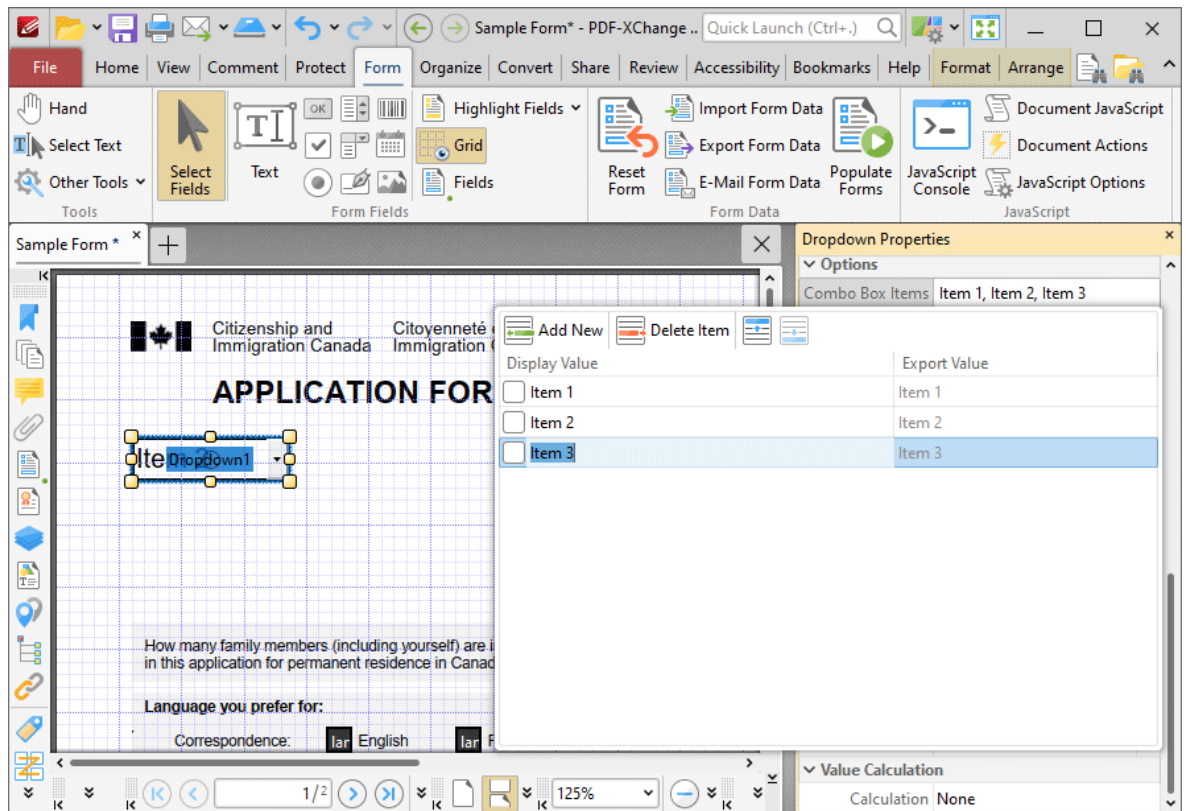 Sample Form* - PDF-XChange ..
Quick Launch (Ctrl+.)
File Home View Comment Protect Form Organize Convert Share Review Accessibility Bookmarks Help Format Arrange
Hand
Select Text
Other Tools
Tools
Select Fields
Text
OK
Highlight Fields
Grid
Fields
Form Fields
Reset Form
Import Form Data
Export Form Data
E-Mail Form Data
Populate Forms
Form Data
JavaScript Console
Document JavaScript
Document Actions
JavaScript Options
JavaScript
Sample Form *
Dropdown Properties
Options
Combo Box Items Item 1, Item 2, Item 3
Citizenship and
Immigration Canada
Citoyenneté
Immigration
APPLICATION FOR
Dropdown1
Add New Delete Item
Display Value Export Value
Item 1 Item 1
Item 2 Item 2
Item 3 Item 3
How many family members (including yourself) are i
in this application for permanent residence in Canad
Language you prefer for:
Correspondence: lar English lar F
Value Calculation
Calculation None
1/2
125%